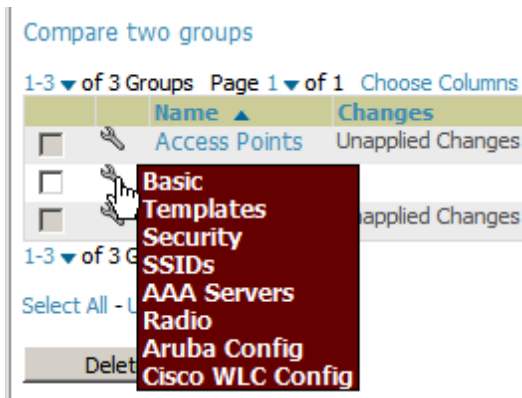 Compare two groups
1-3 of 3 Groups Page 1 of 1 Choose Columns
Name Changes
Access Points Unapplied Changes
Basic
Templates
Security
SSIDs
AAA Servers
Radio
Aruba Config
Cisco WLC Config
Changes
1-3 of 3
Select All -